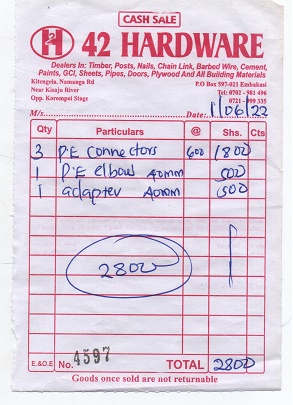 CASH SALE
42 HARDWARE
Dealers In: Timber, Posts, Nails, Chain Link, Barbed Wire, Cement,
Paints, GCI, Sheets, Pipes, Doors, Plywood And All Building Materials
Kitengela, Namanga Rd
Near Kisaju River
Opp. Korompoi Stage
P.O Box 597-021 Embakasi
Tel: 0702 - 981 496
0721 - 999 335
M/s Date: 1/06/22
Qty Particulars @ Shs. Cts
3 P.E connectors 600 1800
1 P.E elbow 40mm 500
1 adapter 40mm 500
2800
E.&O.E No. 4597 TOTAL 2800
Goods once sold are not returnable